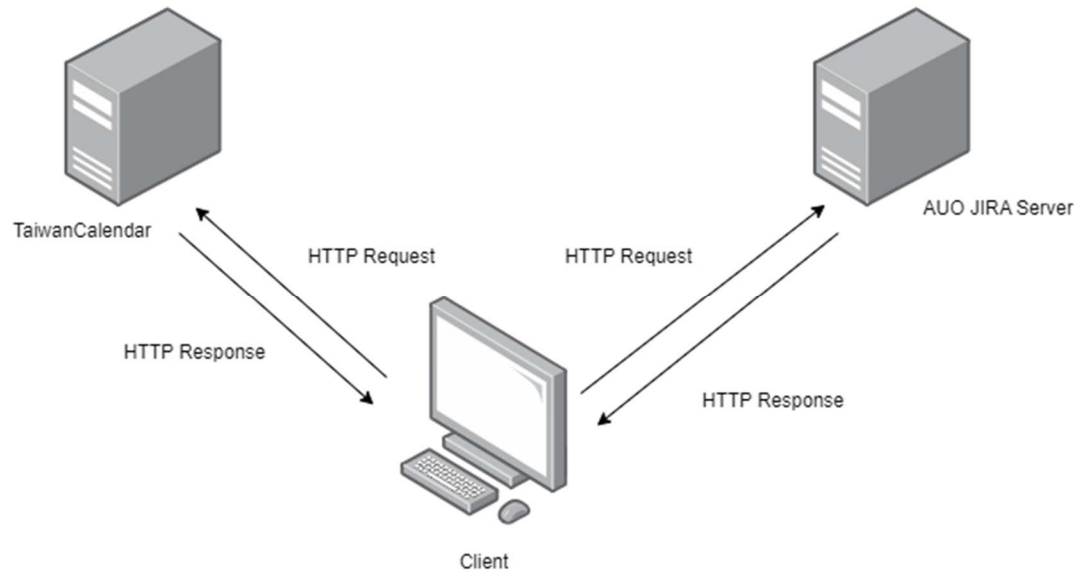 AUO JIRA Server
TaiwanCalendar
HTTP Request
HTTP Request
HTTP Response
HTTP Response
Client